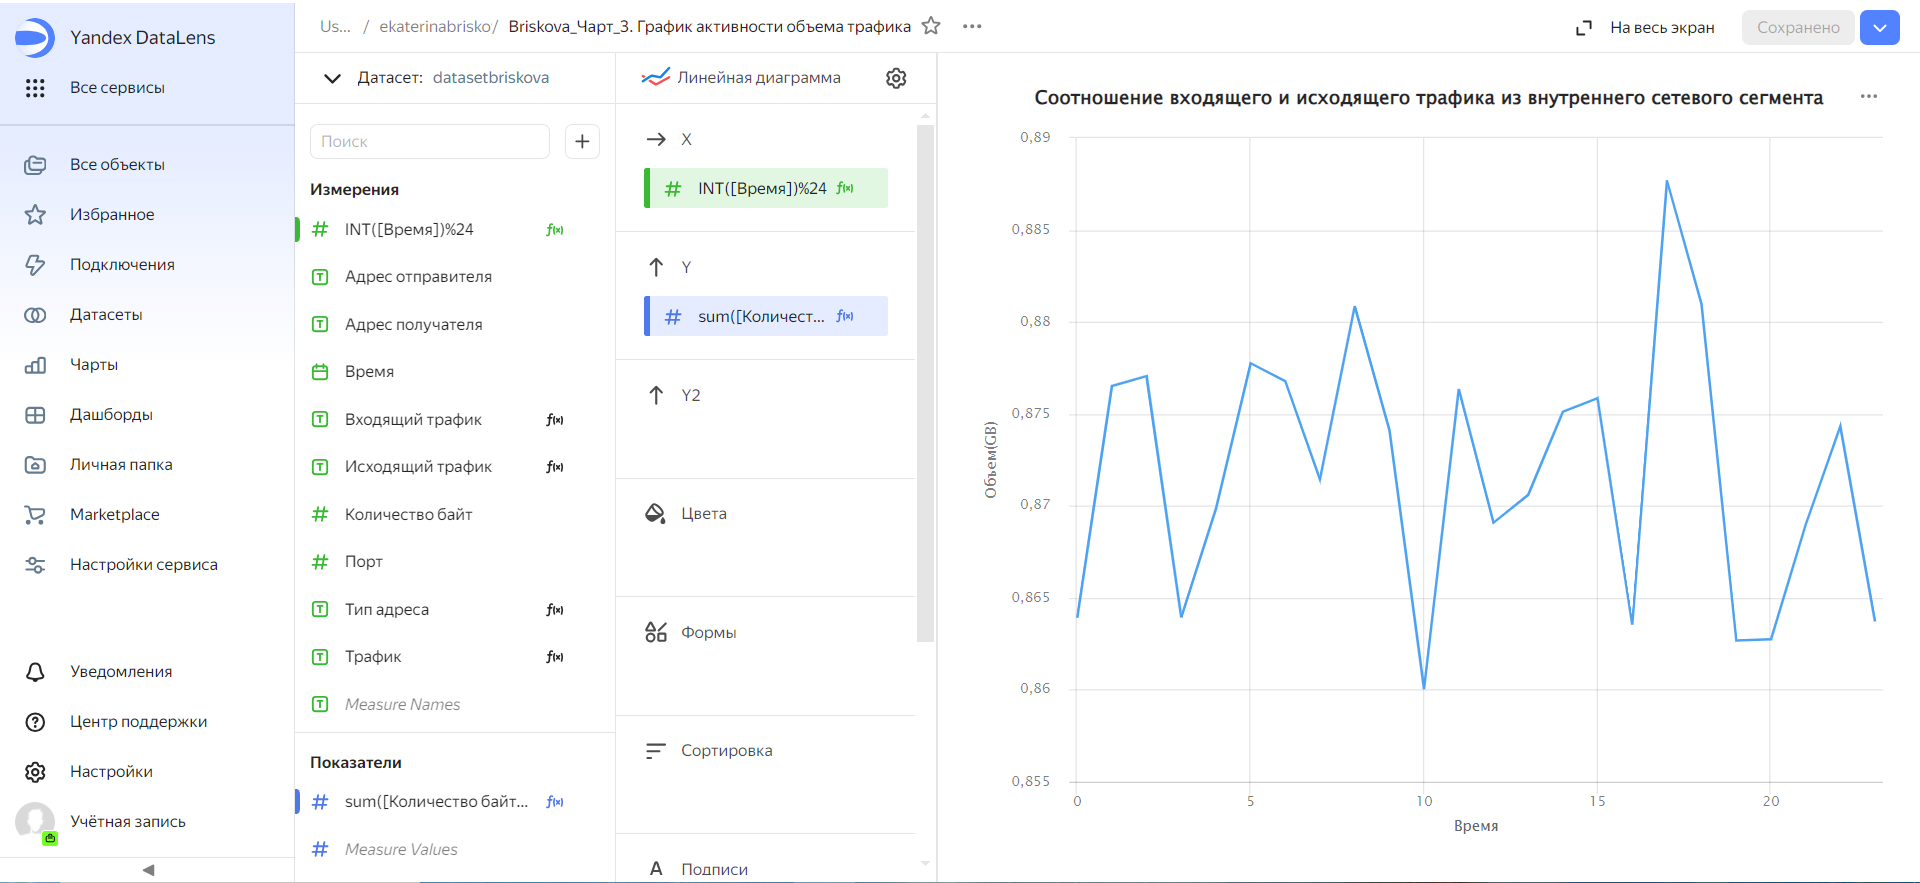 Yandex DataLens
Все сервисы
Все объекты
Избранное
Подключения
Датасеты
Чарты
Дашборды
Личная папка
Marketplace
Настройки сервиса
Уведомления
Центр поддержки
Настройки
Учётная запись
Us... / ekaterinabrisko/ Briskova_Чарт_3. График активности объема трафика
На весь экран
Сохранено
Датасет: datasetbriskova
Поиск
Измерения
INT([Время])%24
Адрес отправителя
Адрес получателя
Время
Входящий трафик
Исходящий трафик
Количество байт
Порт
Тип адреса
Трафик
Measure Names
Показатели
sum([Количество байт...
Measure Values
Линейная диаграмма
X
INT([Время])%24
Y
sum([Количест...
Y2
Цвета
Формы
Сортировка
Подписи
Соотношение входящего и исходящего трафика из внутреннего сетевого сегмента
Объем(GB)
0,89
0,885
0,88
0,875
0,87
0,865
0,86
0,855
0 5 10 15 20
Время